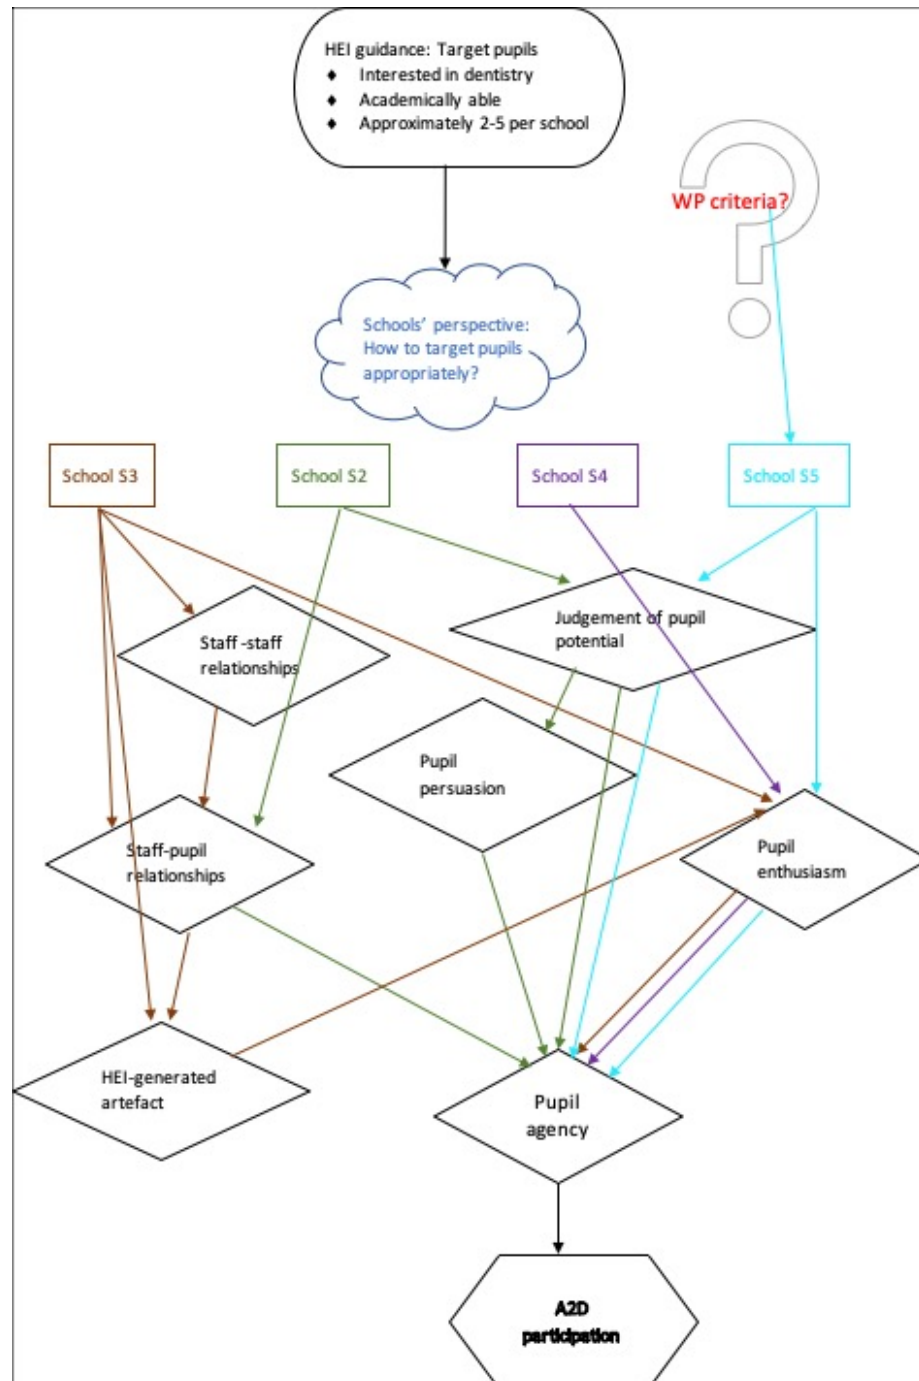 HEI guidance: Target pupils
♦ Interested in dentistry
♦ Academically able
♦ Approximately 2-5 per school
WP criteria?
Schools' perspective:
How to target pupils
appropriately?
School S3
School S2
School S4
School S5
Staff -staff
relationships
Judgement of pupil
potential
Pupil
persuasion
Staff-pupil
relationships
Pupil
enthusiasm
HEI-generated
artefact
Pupil
agency
A2D
participation